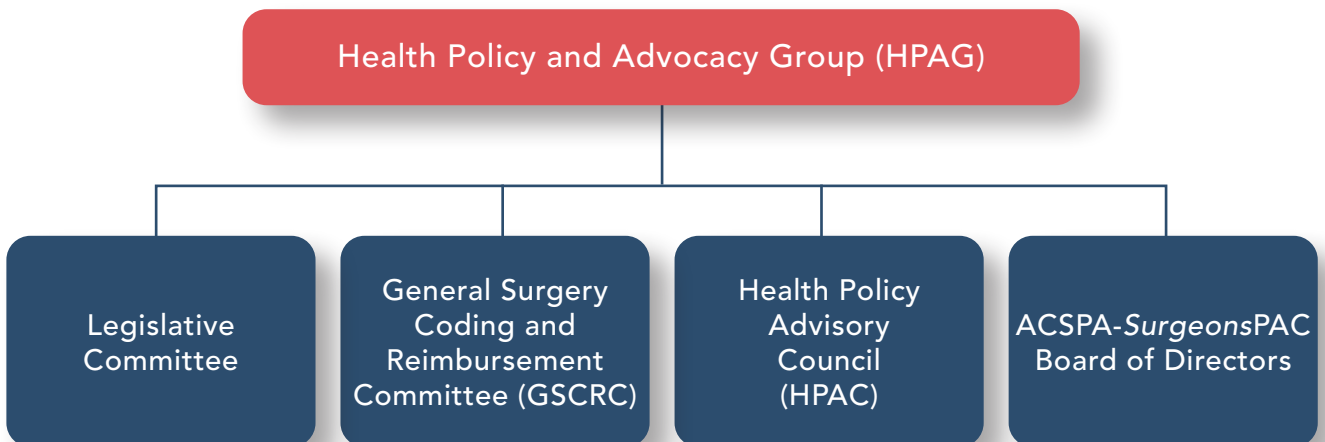 Health Policy and Advocacy Group (HPAG)
Legislative
Committee
General Surgery
Coding and
Reimbursement
Committee (GSCRC)
Health Policy
Advisory
Council
(HPAC)
ACSPA-SurgeonsPAC
Board of Directors